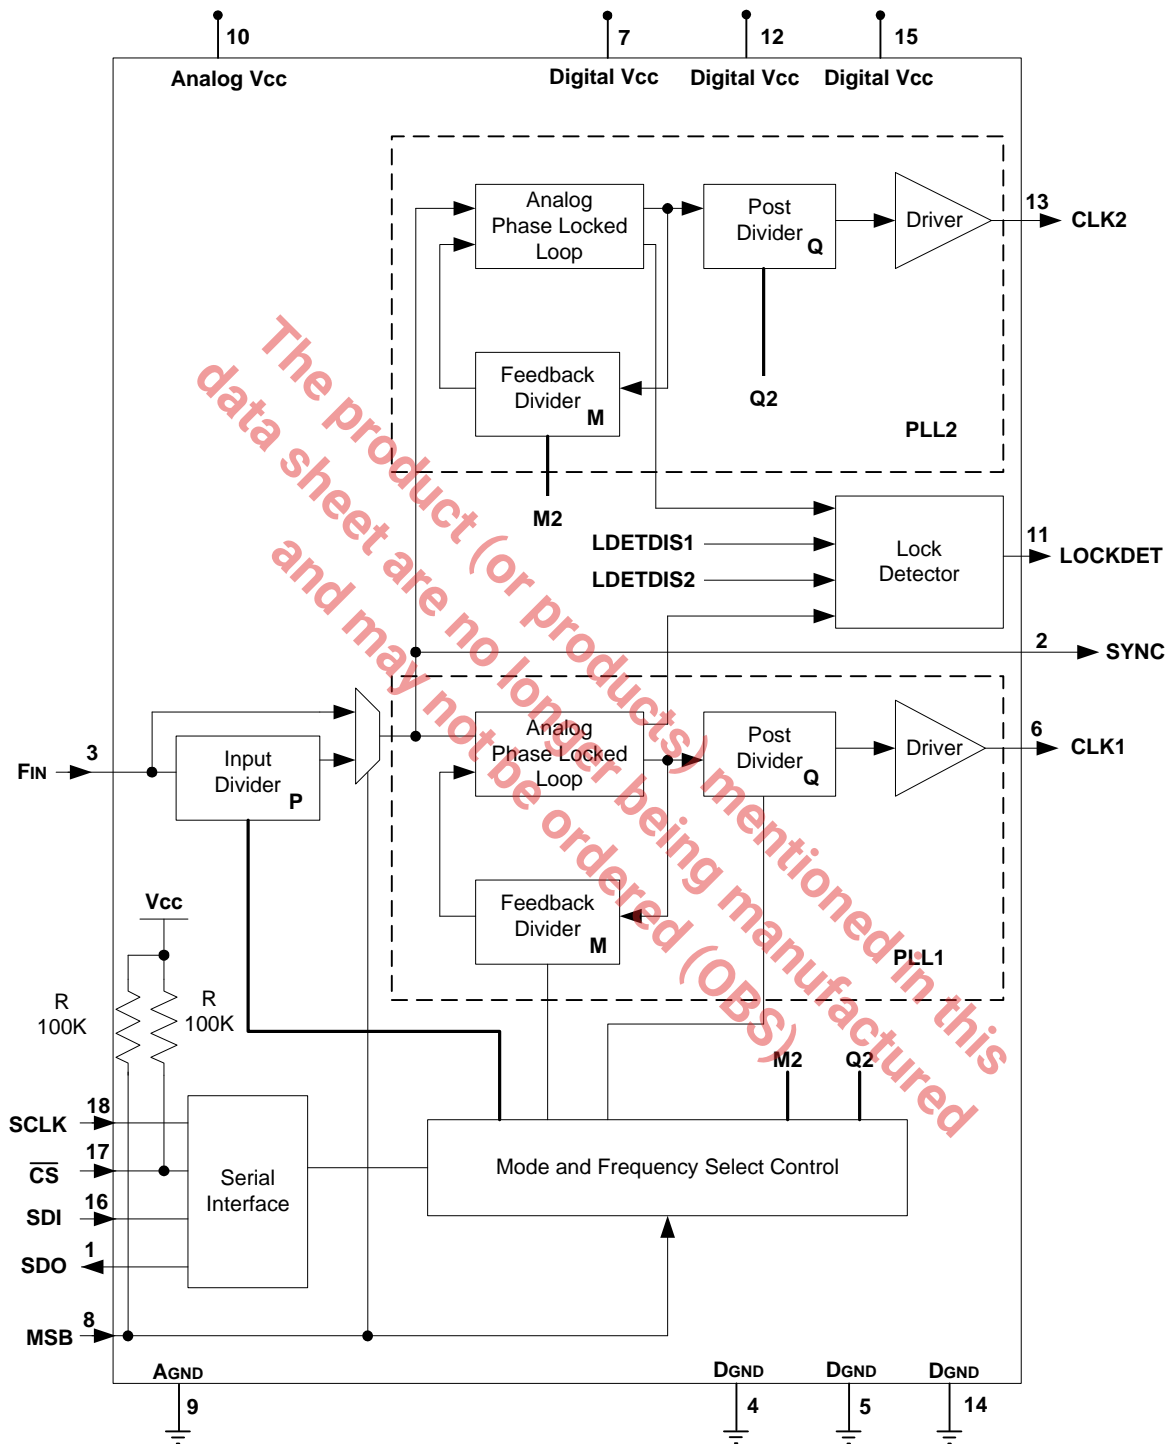 10
7
12
15
Analog Vcc
Digital Vcc
Digital Vcc
Digital Vcc
Analog
Phase Locked
Loop
Post
Divider
Q
Driver
13
CLK2
Feedback
Divider
M
Q2
PLL2
M2
LDETDIS1
LDETDIS2
Lock
Detector
11
LOCKDET
2
SYNC
Analog
Phase Locked
Loop
Post
Divider
Q
Driver
6
CLK1
FIN
3
Input
Divider
P
Feedback
Divider
M
PLL1
Vcc
R
100K
R
100K
M2
Q2
SCLK
18
CS
17
SDI
16
SDO
1
MSB
8
Serial
Interface
Mode and Frequency Select Control
AGND
9
DGND
4
DGND
5
DGND
14
The product (or products) mentioned in this
data sheet are no longer being manufactured
and may not be ordered (OBS)